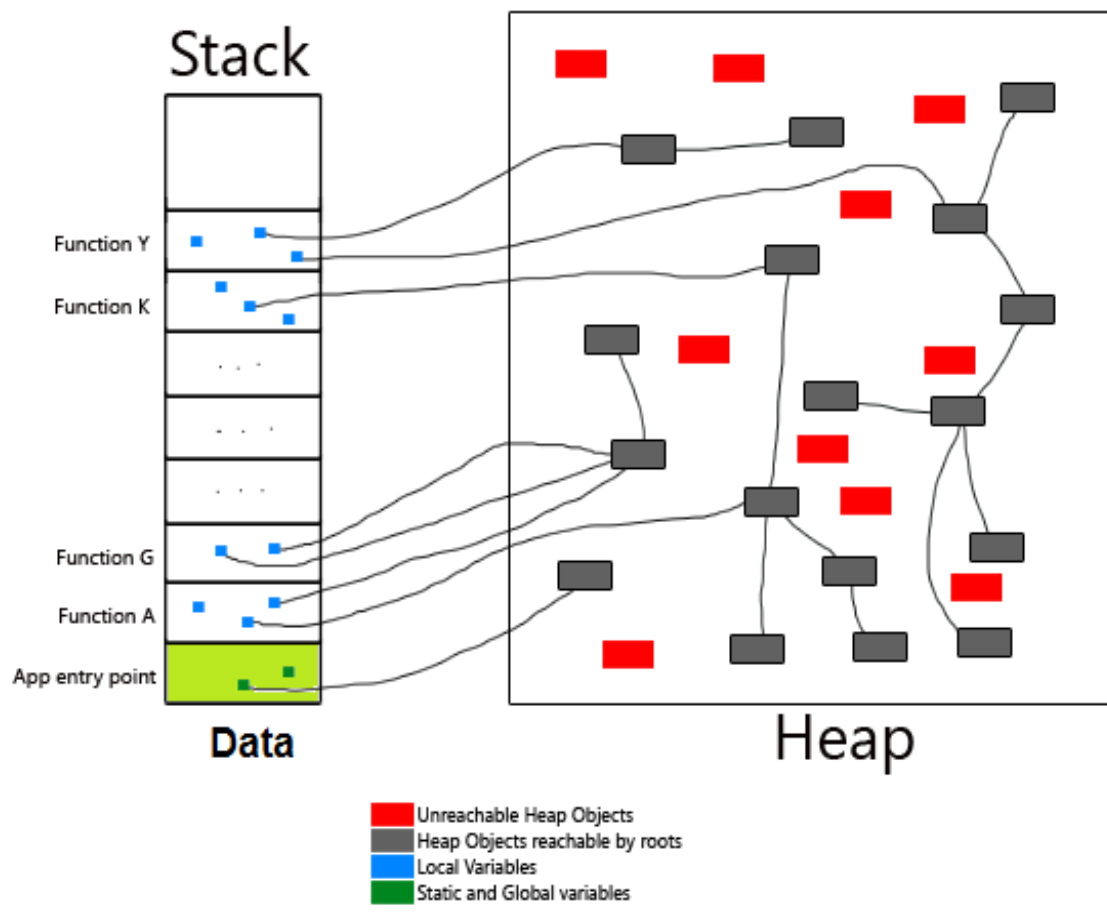 Stack
Function Y
Function K
. . .
. . .
. . .
Function G
Function A
App entry point
Data
Heap
Unreachable Heap Objects
Heap Objects reachable by roots
Local Variables
Static and Global variables